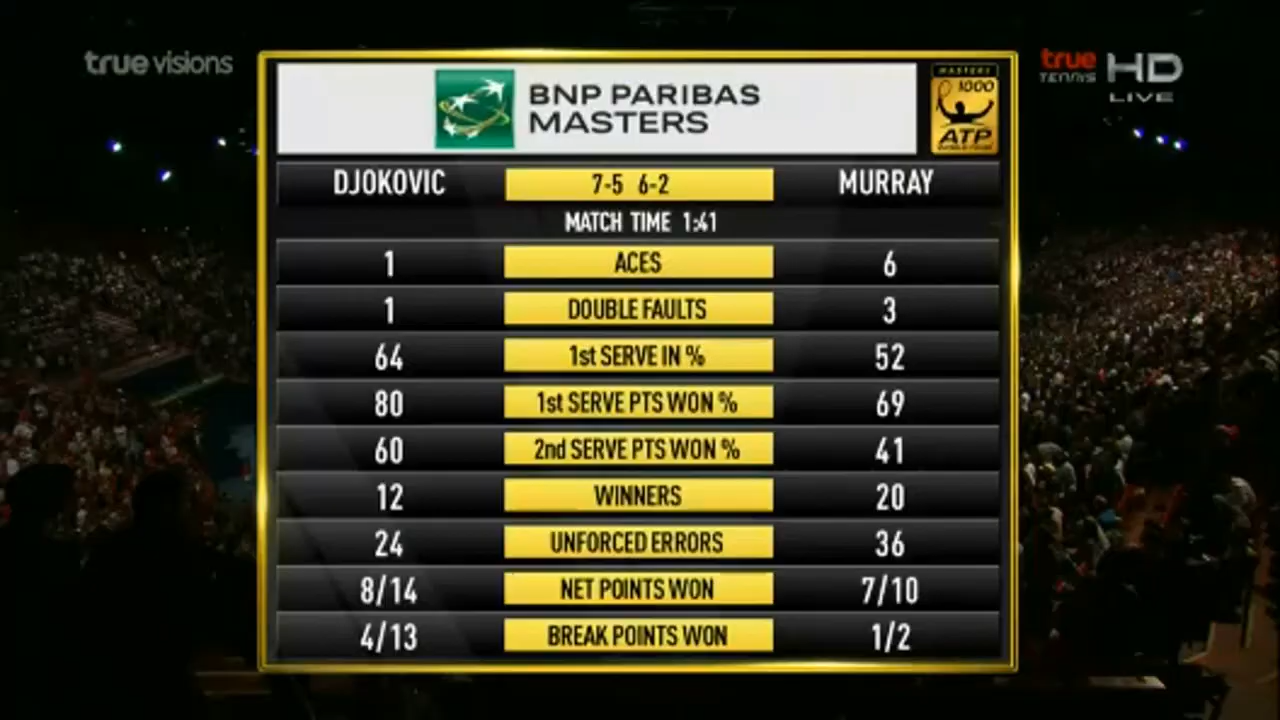 true visions
true
TENNIS
HD
LIVE
BNP PARIBAS
MASTERS
MASTERS
1000
ATP
WORLD TOUR
DJOKOVIC 7-5 6-2 MURRAY
MATCH TIME 1:41
1 ACES 6
1 DOUBLE FAULTS 3
64 1st SERVE IN % 52
80 1st SERVE PTS WON % 69
60 2nd SERVE PTS WON % 41
12 WINNERS 20
24 UNFORCED ERRORS 36
8/14 NET POINTS WON 7/10
4/13 BREAK POINTS WON 1/2